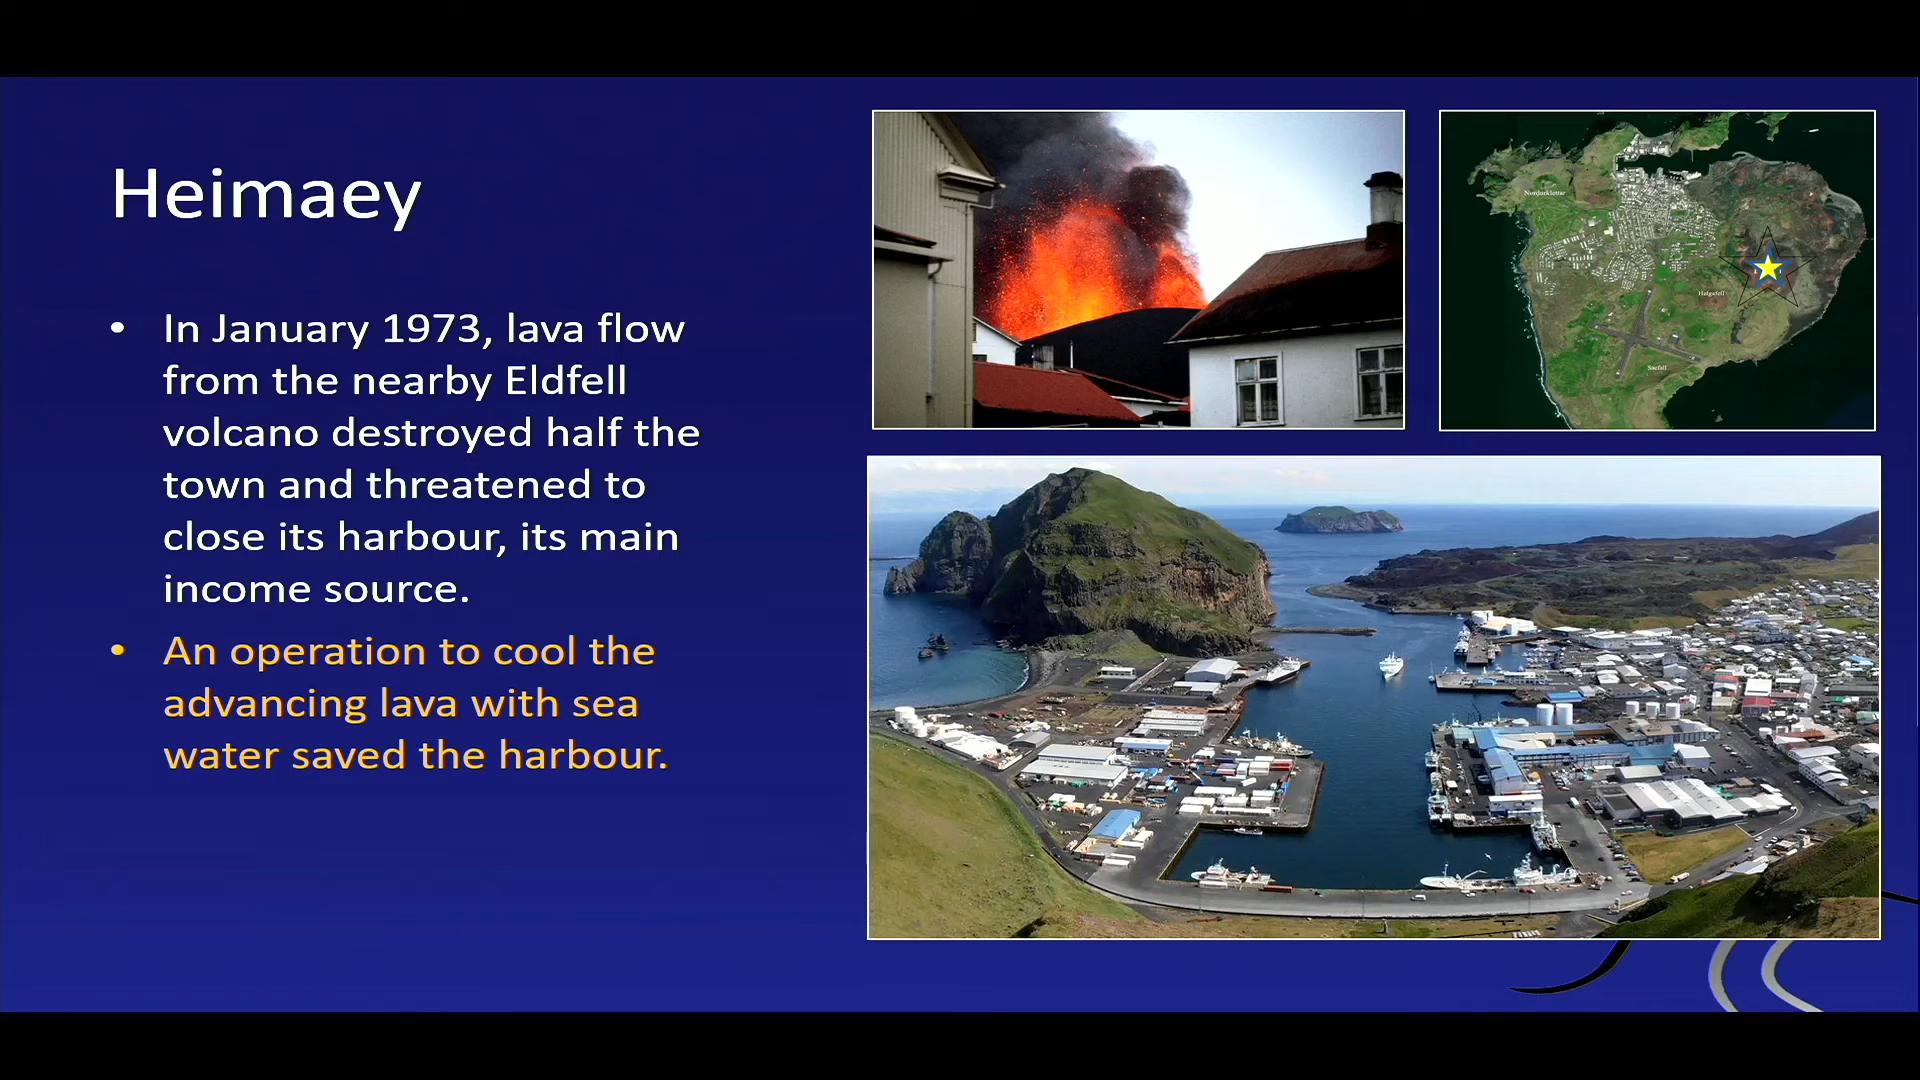 Heimaey
• In January 1973, lava flow
from the nearby Eldfell
volcano destroyed half the
town and threatened to
close its harbour, its main
income source.
• An operation to cool the
advancing lava with sea
water saved the harbour.
Helgafell
Sæfell